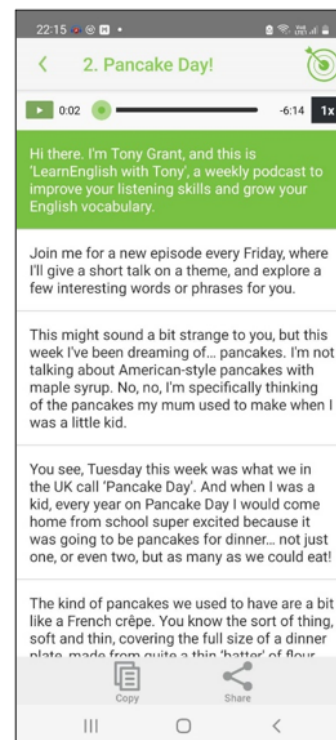 22:15
2. Pancake Day!
0:02
-6:14
1x
Hi there. I'm Tony Grant, and this is
'LearnEnglish with Tony', a weekly podcast to
improve your listening skills and grow your
English vocabulary.
Join me for a new episode every Friday, where
I'll give a short talk on a theme, and explore a
few interesting words or phrases for you.
This might sound a bit strange to you, but this
week I've been dreaming of... pancakes. I'm not
talking about American-style pancakes with
maple syrup. No, no, I'm specifically thinking
of the pancakes my mum used to make when I
was a little kid.
You see, Tuesday this week was what we in
the UK call 'Pancake Day'. And when I was a
kid, every year on Pancake Day I would come
home from school super excited because it
was going to be pancakes for dinner... not just
one, or even two, but as many as we could eat!
The kind of pancakes we used to have are a bit
like a French crêpe. You know the sort of thing,
soft and thin, covering the full size of a dinner
plate, made from quite a thin 'batter' of flour,
Copy
Share